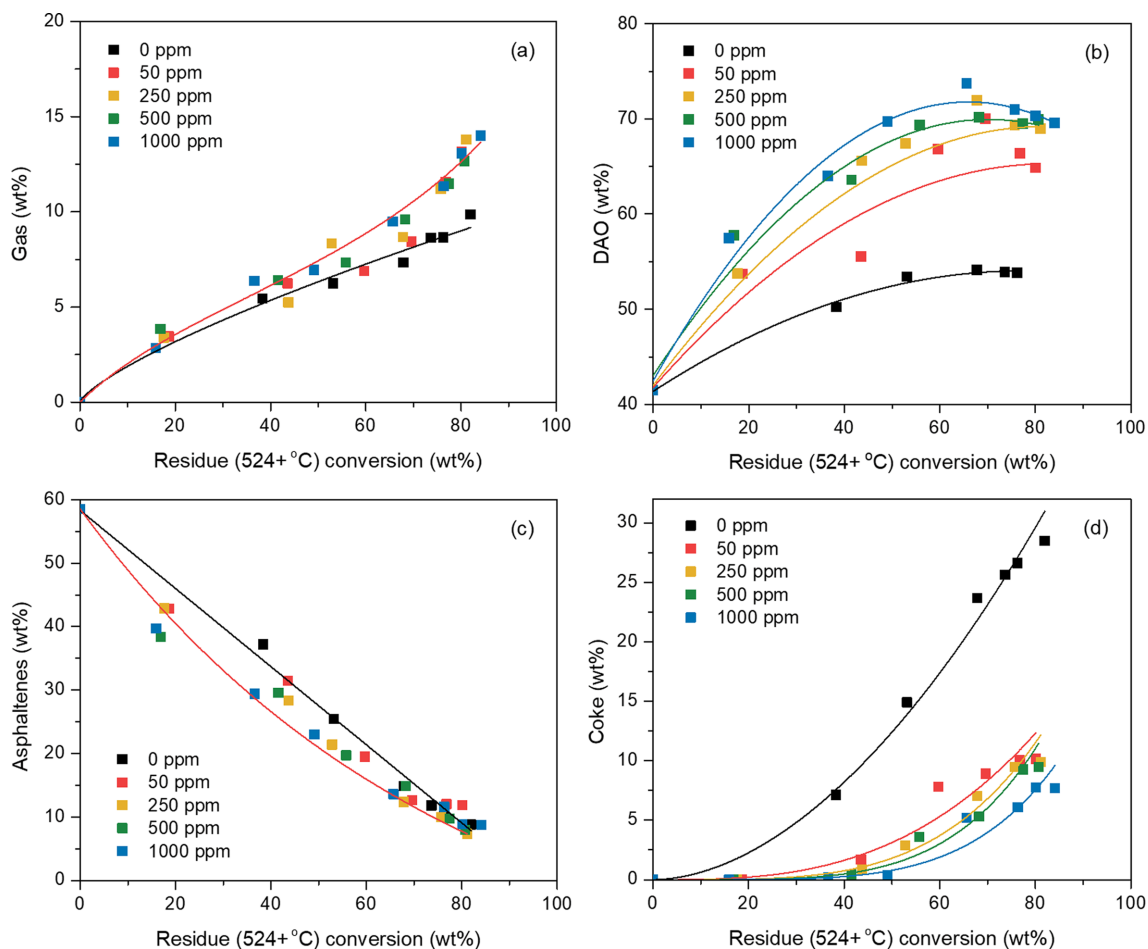 (a)
0 ppm
50 ppm
250 ppm
500 ppm
1000 ppm
20
15
10
5
0
Gas (wt%)
0 20 40 60 80 100
Residue (524+ °C) conversion (wt%)
(b)
0 ppm
50 ppm
250 ppm
500 ppm
1000 ppm
80
70
60
50
40
DAO (wt%)
0 20 40 60 80 100
Residue (524+ °C) conversion (wt%)
(c)
0 ppm
50 ppm
250 ppm
500 ppm
1000 ppm
60
50
40
30
20
10
0
Asphaltenes (wt%)
0 20 40 60 80 100
Residue (524+ °C) conversion (wt%)
(d)
0 ppm
50 ppm
250 ppm
500 ppm
1000 ppm
30
25
20
15
10
5
0
Coke (wt%)
0 20 40 60 80 100
Residue (524+ °C) conversion (wt%)